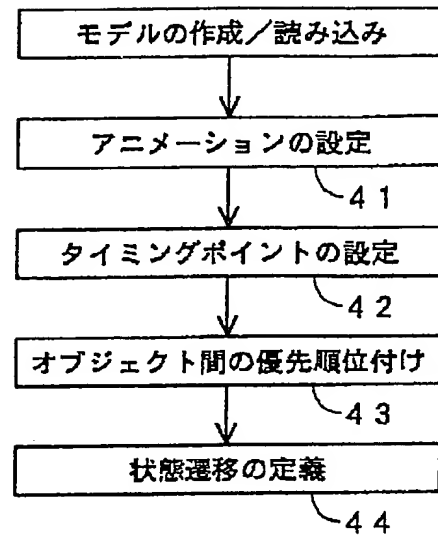 モデルの作成／読み込み
アニメーションの設定
41
タイミングポイントの設定
42
オブジェクト間の優先順位付け
43
状態遷移の定義
44